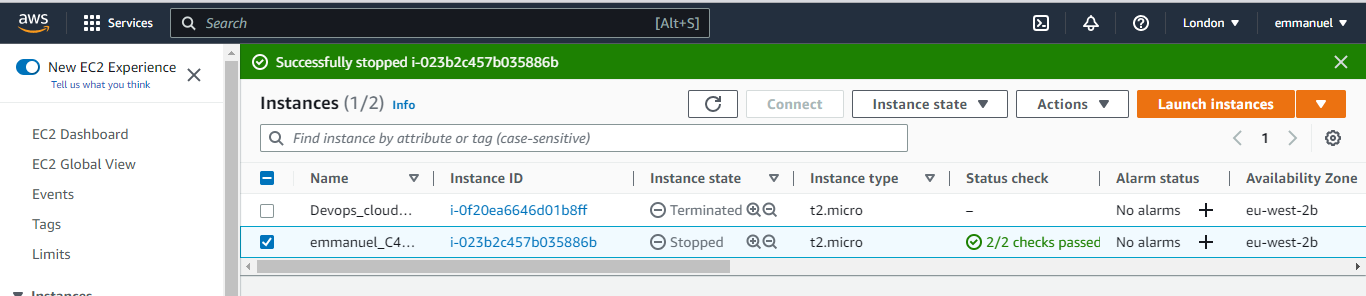 aws Services Search [Alt+S] London emmanuel
New EC2 Experience
Tell us what you think
EC2 Dashboard
EC2 Global View
Events
Tags
Limits
Instances
Successfully stopped i-023b2c457b035886b
Instances (1/2) Info Connect Instance state Actions Launch instances
Find instance by attribute or tag (case-sensitive) 1
Name Instance ID Instance state Instance type Status check Alarm status Availability Zone
Devops_cloud... i-0f20ea6646d01b8ff Terminated t2.micro – No alarms + eu-west-2b
emmanuel_C4... i-023b2c457b035886b Stopped t2.micro 2/2 checks passed No alarms + eu-west-2b